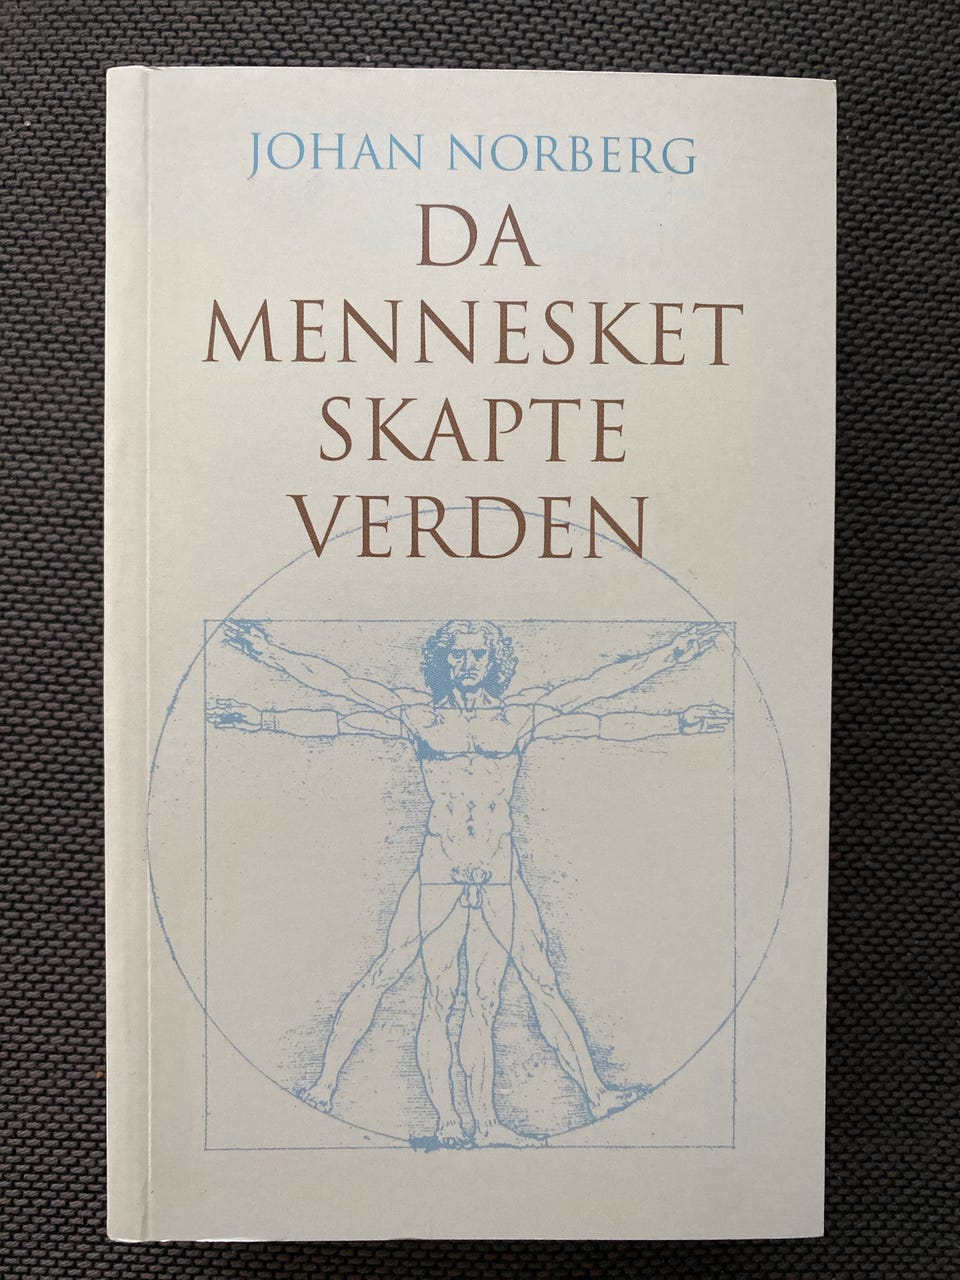 JOHAN NORBERG
DA
MENNESKET
SKAPTE
VERDEN